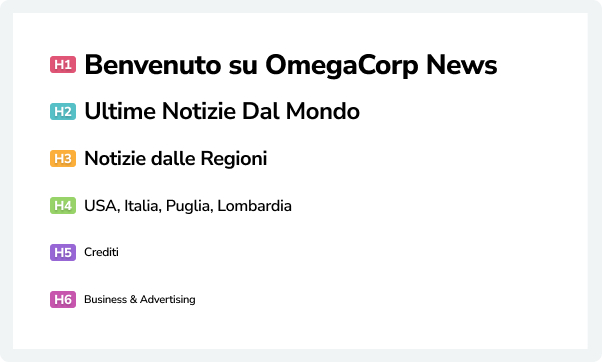 H1 Benvenuto su OmegaCorp News
H2 Ultime Notizie Dal Mondo
H3 Notizie dalle Regioni
H4 USA, Italia, Puglia, Lombardia
H5 Crediti
H6 Business & Advertising